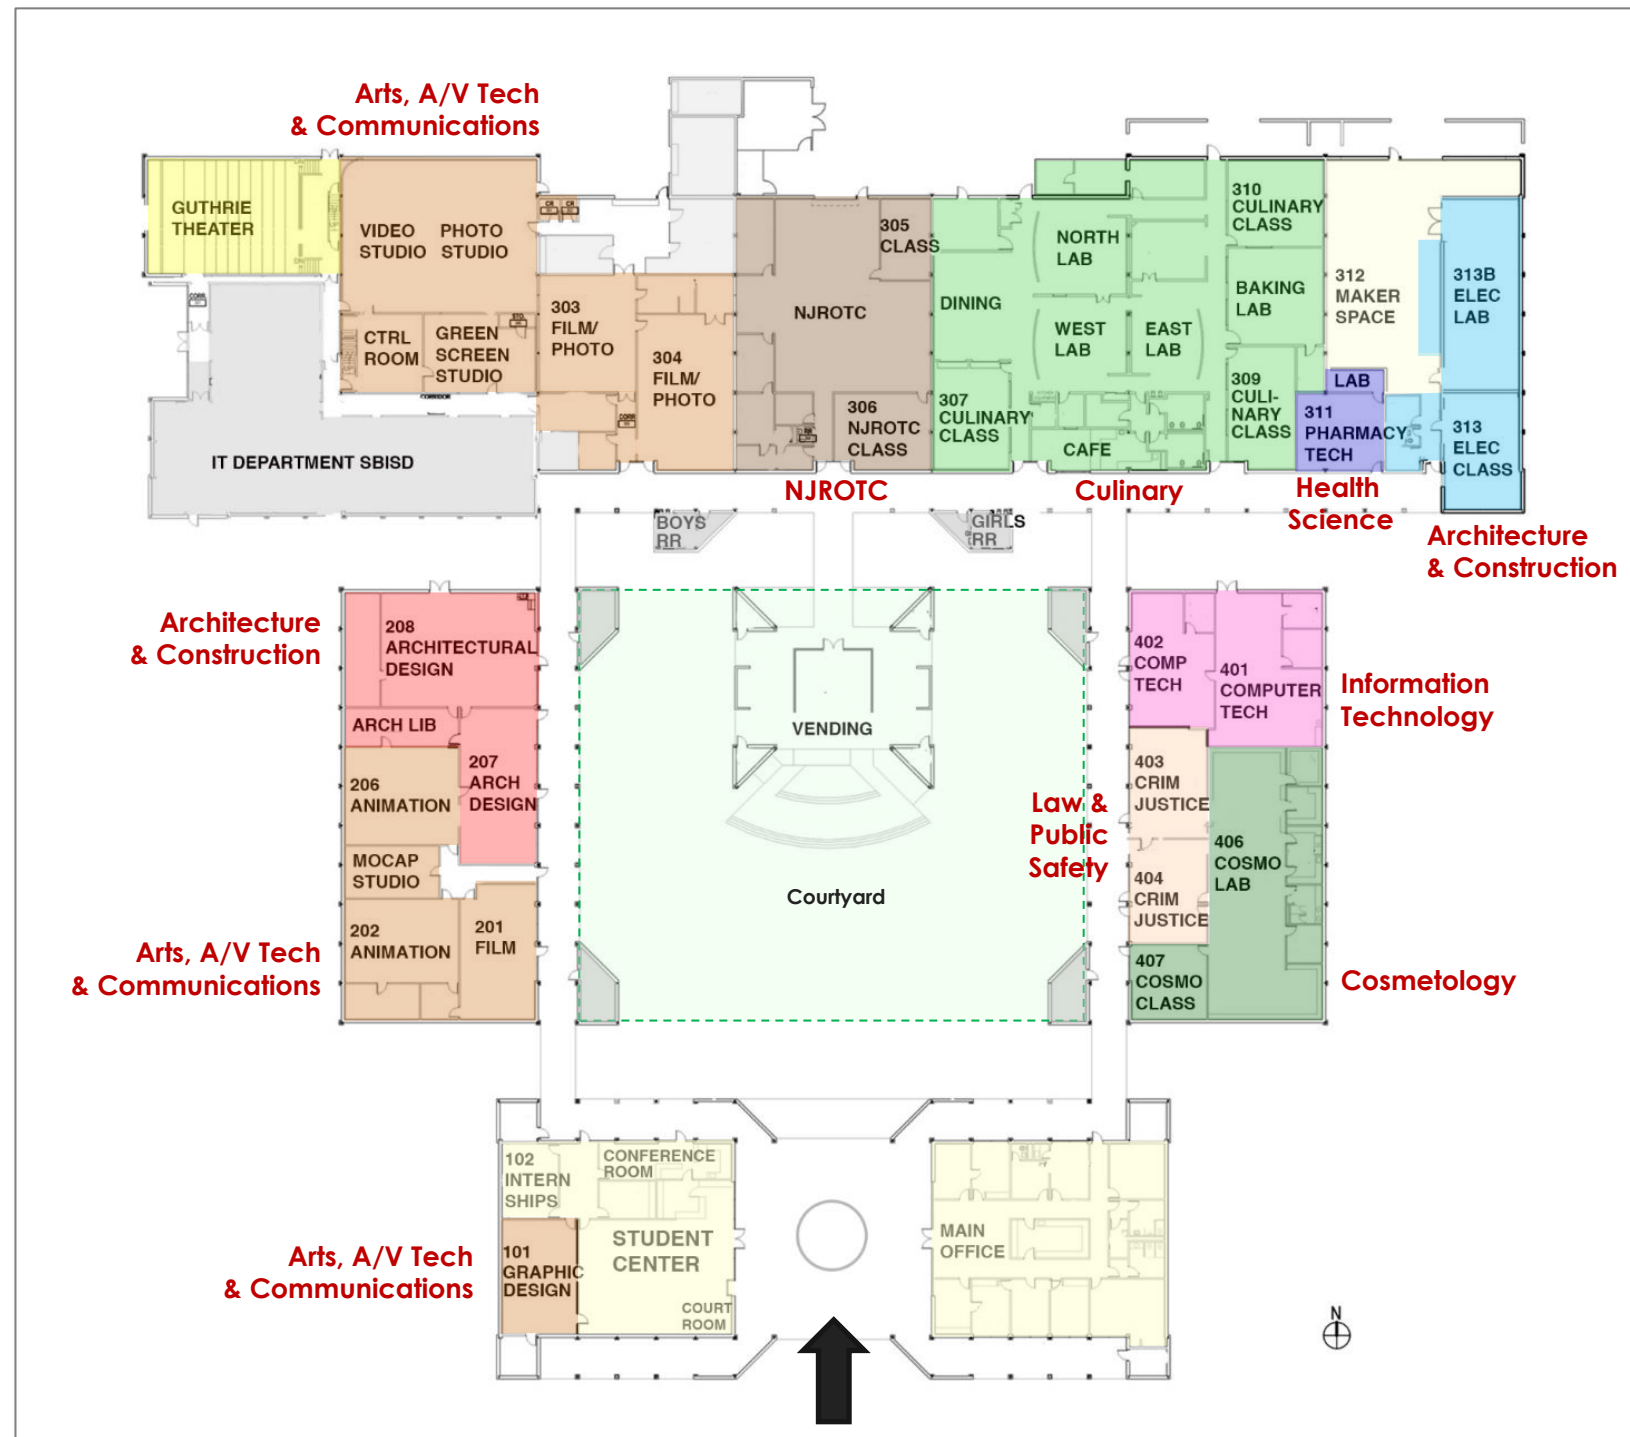 Arts, A/V Tech
& Communications
GUTHRIE
THEATER
VIDEO
STUDIO
PHOTO
STUDIO
CTRL
ROOM
GREEN
SCREEN
STUDIO
STO.
CORR.
CR
CR
303
FILM/
PHOTO
304
FILM/
PHOTO
CORR
CORRIDOR
IT DEPARTMENT SBISD
305
CLASS
NJROTC
306
NJROTC
CLASS
RR
NORTH
LAB
DINING
WEST
LAB
EAST
LAB
307
CULINARY
CLASS
CAFE
310
CULINARY
CLASS
BAKING
LAB
309
CULI-
NARY
CLASS
312
MAKER
SPACE
LAB
311
PHARMACY
TECH
313B
ELEC
LAB
313
ELEC
CLASS
NJROTC
Culinary
Health
Science
Architecture
& Construction
BOYS
RR
GIRLS
RR
Architecture
& Construction
208
ARCHITECTURAL
DESIGN
ARCH LIB
207
ARCH
DESIGN
206
ANIMATION
MOCAP
STUDIO
202
ANIMATION
201
FILM
Arts, A/V Tech
& Communications
VENDING
Courtyard
Law &
Public
Safety
402
COMP
TECH
401
COMPUTER
TECH
Information
Technology
403
CRIM
JUSTICE
404
CRIM
JUSTICE
406
COSMO
LAB
407
COSMO
CLASS
Cosmetology
102
INTERN
SHIPS
CONFERENCE
ROOM
STUDENT
CENTER
101
GRAPHIC
DESIGN
COURT
ROOM
Arts, A/V Tech
& Communications
MAIN
OFFICE
N